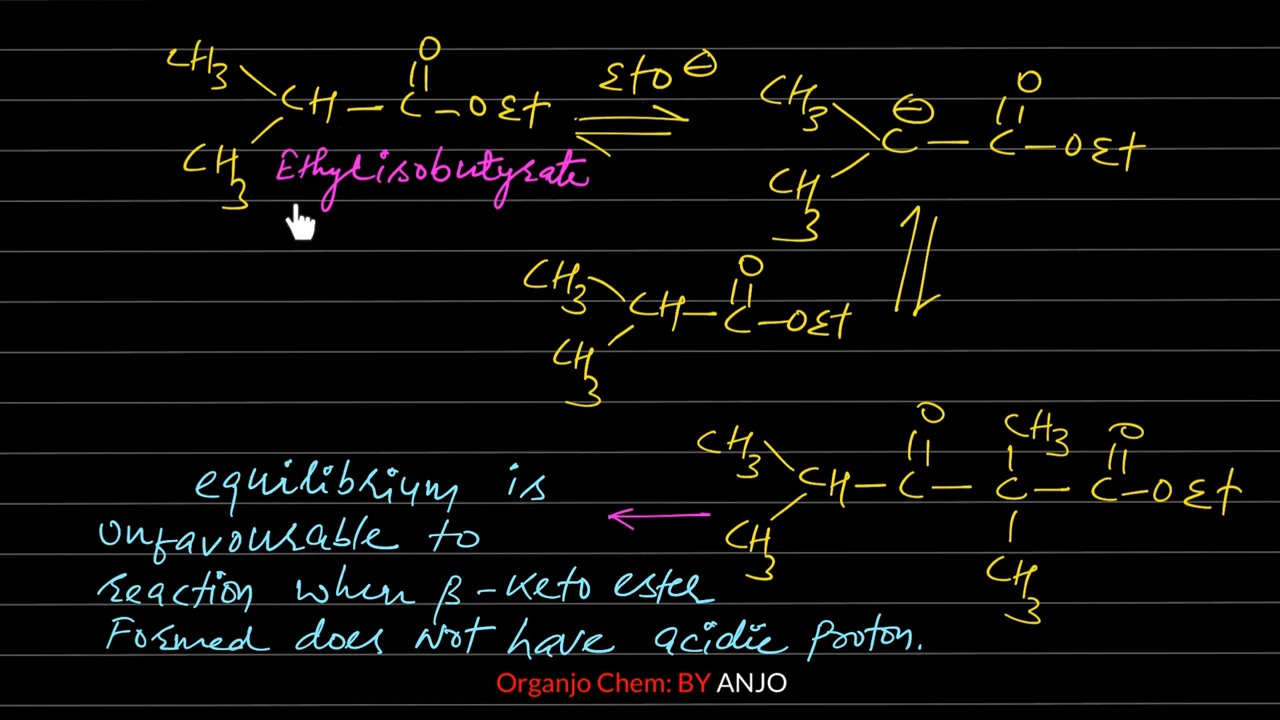 O
CH3
CH — C — OEt
CH3
EtO⊖
O
CH3
⊖
C — C — OEt
CH3
Ethylisobutyrate
O
CH3
CH — C — OEt
CH3
O CH3 O
CH3
CH — C — C — C — OEt
CH3
CH3
equilibrium is
unfavourable to
reaction when β-keto ester
Formed does not have acidic proton.
Organjo Chem: BY ANJO